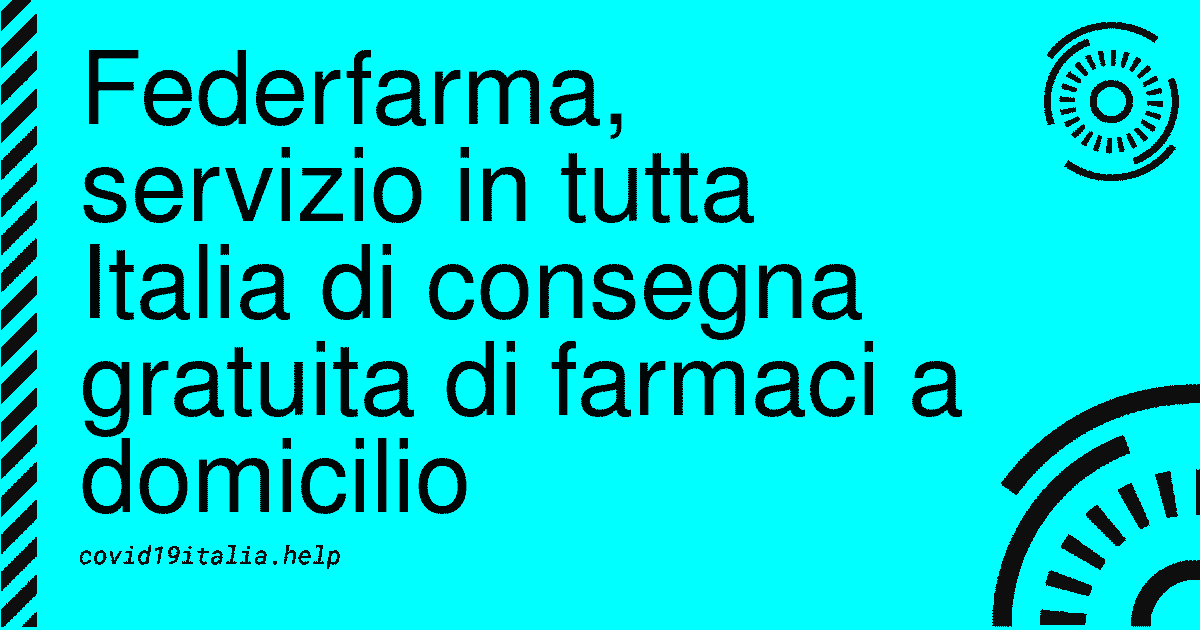 Federfarma,
servizio in tutta
Italia di consegna
gratuita di farmaci a
domicilio
covid19italia.help